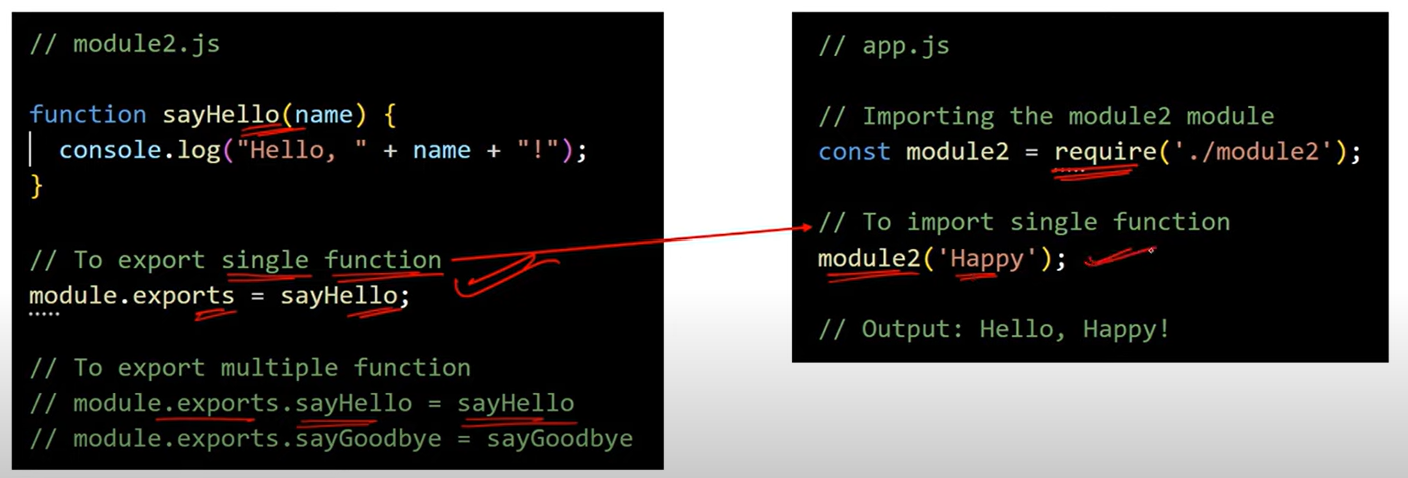 // module2.js
function sayHello(name) {
console.log("Hello, " + name + "!");
}
// To export single function
module.exports = sayHello;
// To export multiple function
// module.exports.sayHello = sayHello
// module.exports.sayGoodbye = sayGoodbye
// app.js
// Importing the module2 module
const module2 = require('./module2');
// To import single function
module2('Happy');
// Output: Hello, Happy!